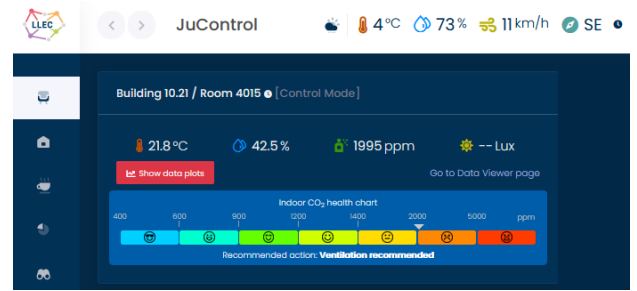 LLEC
JuControl
4°C
73%
11 km/h
SE
Building 10.21 / Room 4015 [Control Mode]
21.8°C
42.5%
1995 ppm
-- Lux
Show data plots
Go to Data Viewer page
Indoor CO₂ health chart
400 600 900 1200 1400 2000 5000 ppm
Recommended action: Ventilation recommended